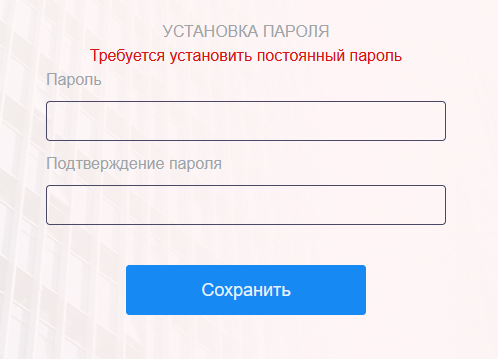 УСТАНОВКА ПАРОЛЯ
Требуется установить постоянный пароль
Пароль
Подтверждение пароля
Сохранить